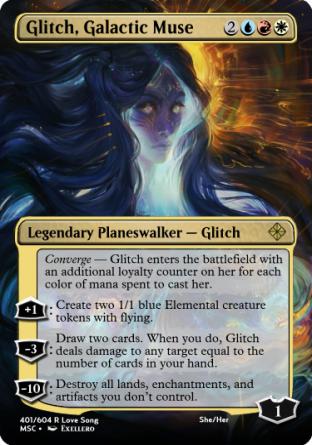 Glitch, Galactic Muse 2
Legendary Planeswalker — Glitch
Converge — Glitch enters the battlefield with
an additional loyalty counter on her for each
color of mana spent to cast her.
+1: Create two 1/1 blue Elemental creature
tokens with flying.
-3: Draw two cards. When you do, Glitch
deals damage to any target equal to the
number of cards in your hand.
-10: Destroy all lands, enchantments, and
artifacts you don't control.
1
401/604 R Love Song She/Her
MSC • Exellero